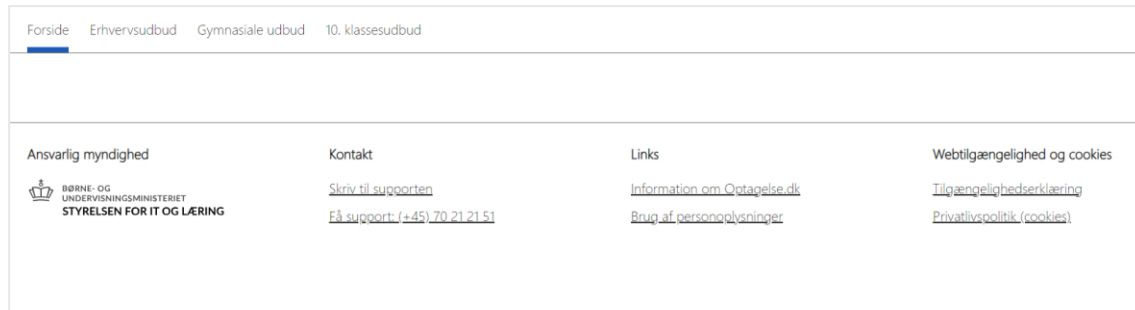 Forside Erhvervsudbud Gymnasiale udbud 10. klassesudbud
Ansvarlig myndighed
BØRNE- OG
UNDERVISNINGSMINISTERIET
STYRELSEN FOR IT OG LÆRING
Kontakt
Skriv til supporten
Få support: (+45) 70 21 21 51
Links
Information om Optagelse.dk
Brug af personoplysninger
Webtilgængelighed og cookies
Tilgængelighedserklæring
Privatlivspolitik (cookies)